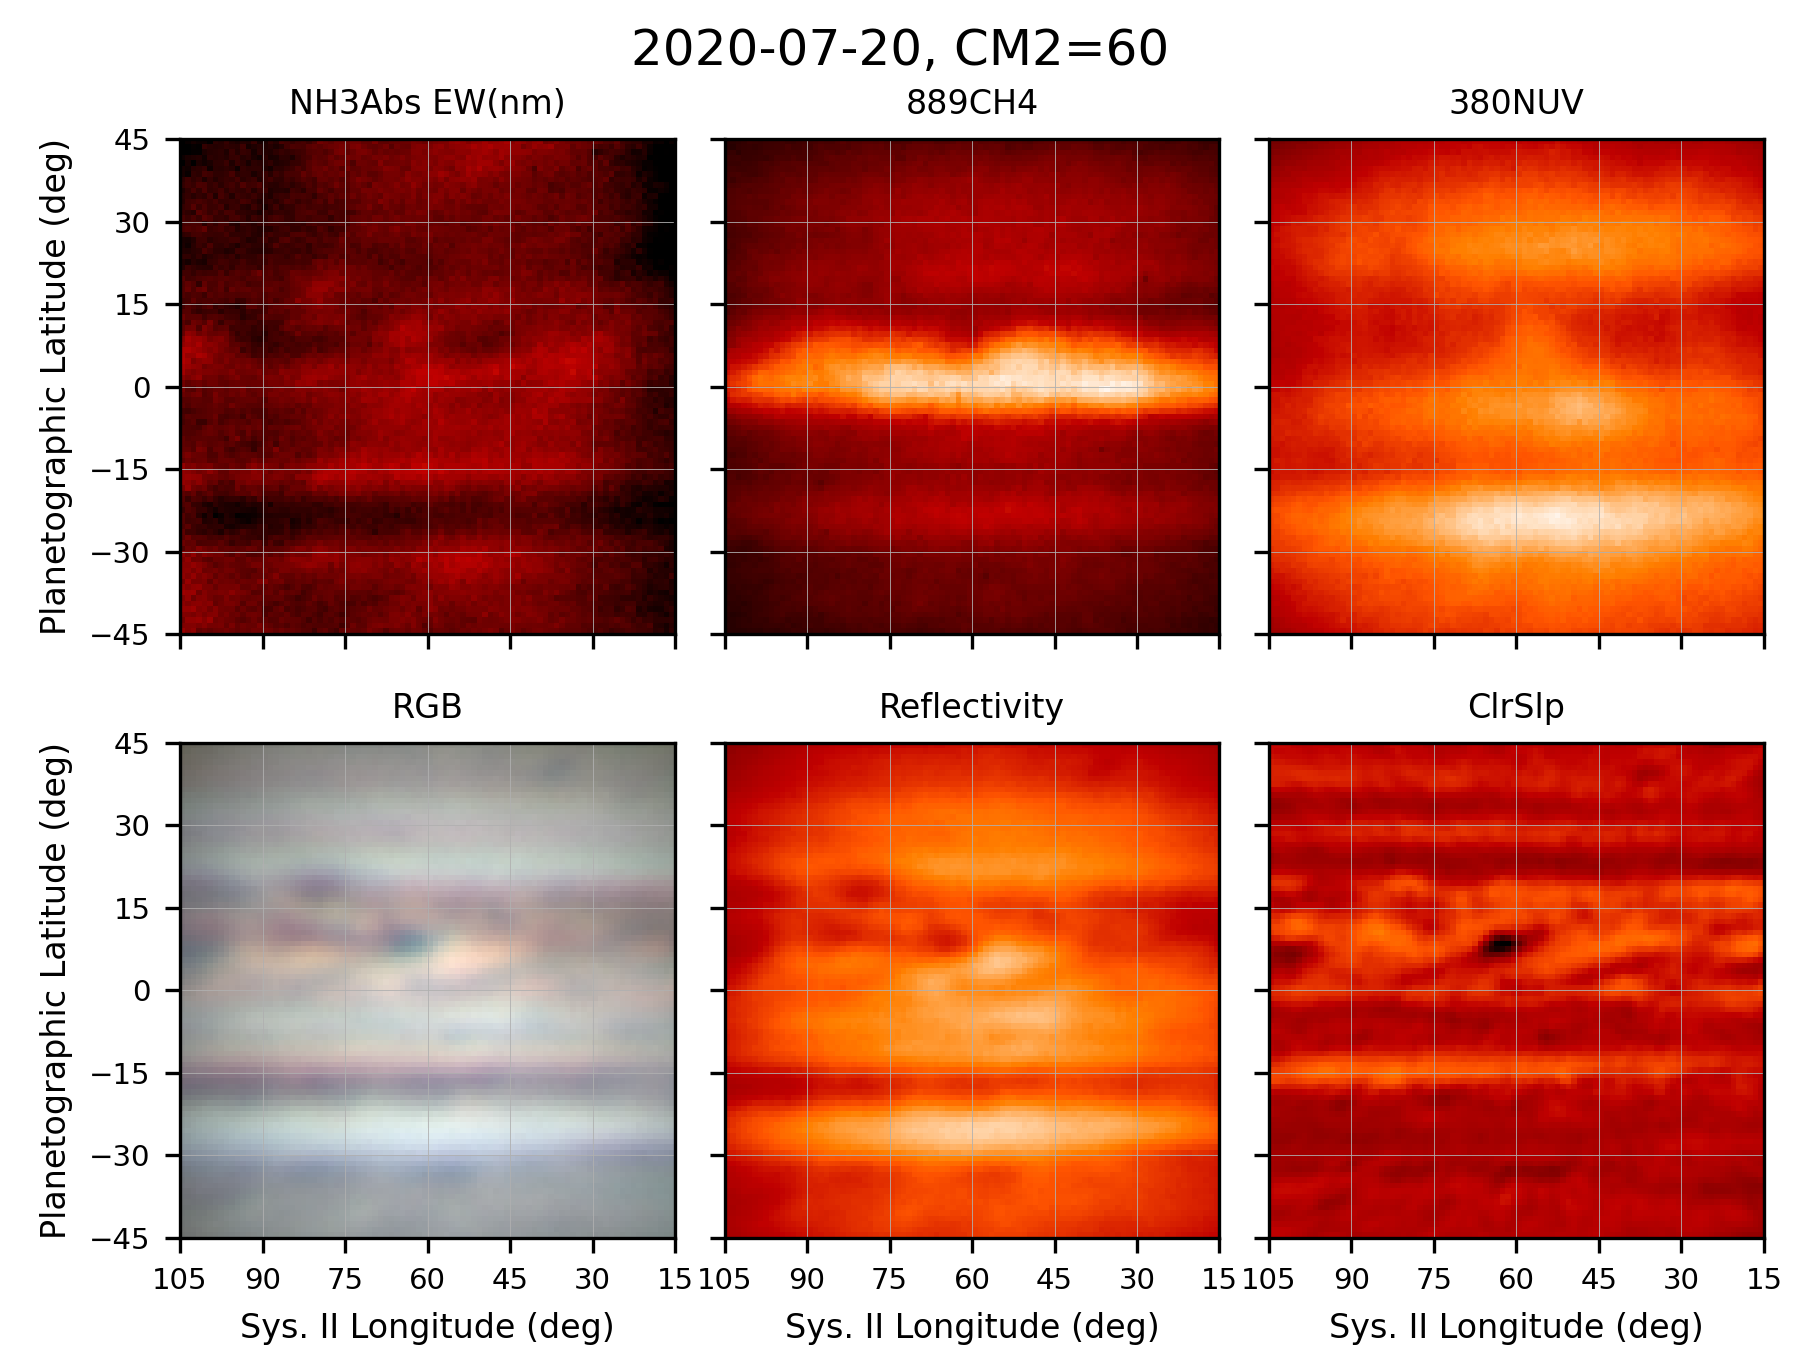 2020-07-20, CM2=60
NH3Abs EW(nm)
889CH4
380NUV
Planetographic Latitude (deg)
45
30
15
0
−15
−30
−45
RGB
Reflectivity
ClrSlp
Planetographic Latitude (deg)
45
30
15
0
−15
−30
−45
105 90 75 60 45 30 15
105 90 75 60 45 30 15
105 90 75 60 45 30 15
Sys. II Longitude (deg)
Sys. II Longitude (deg)
Sys. II Longitude (deg)